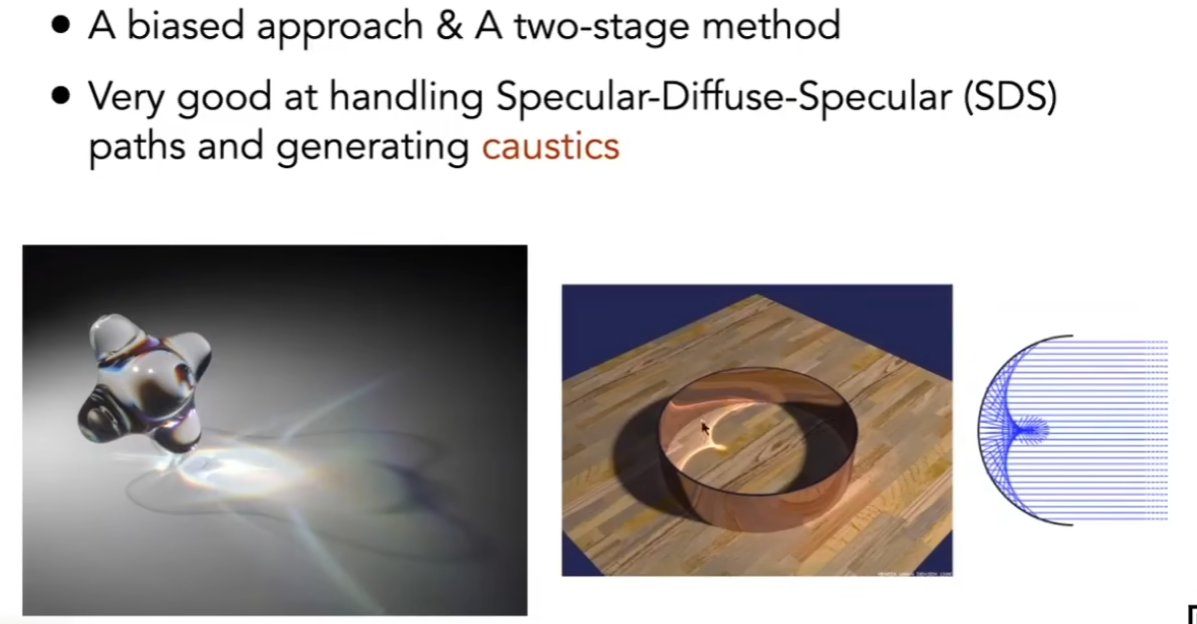 • A biased approach & A two-stage method
• Very good at handling Specular-Diffuse-Specular (SDS)
paths and generating caustics